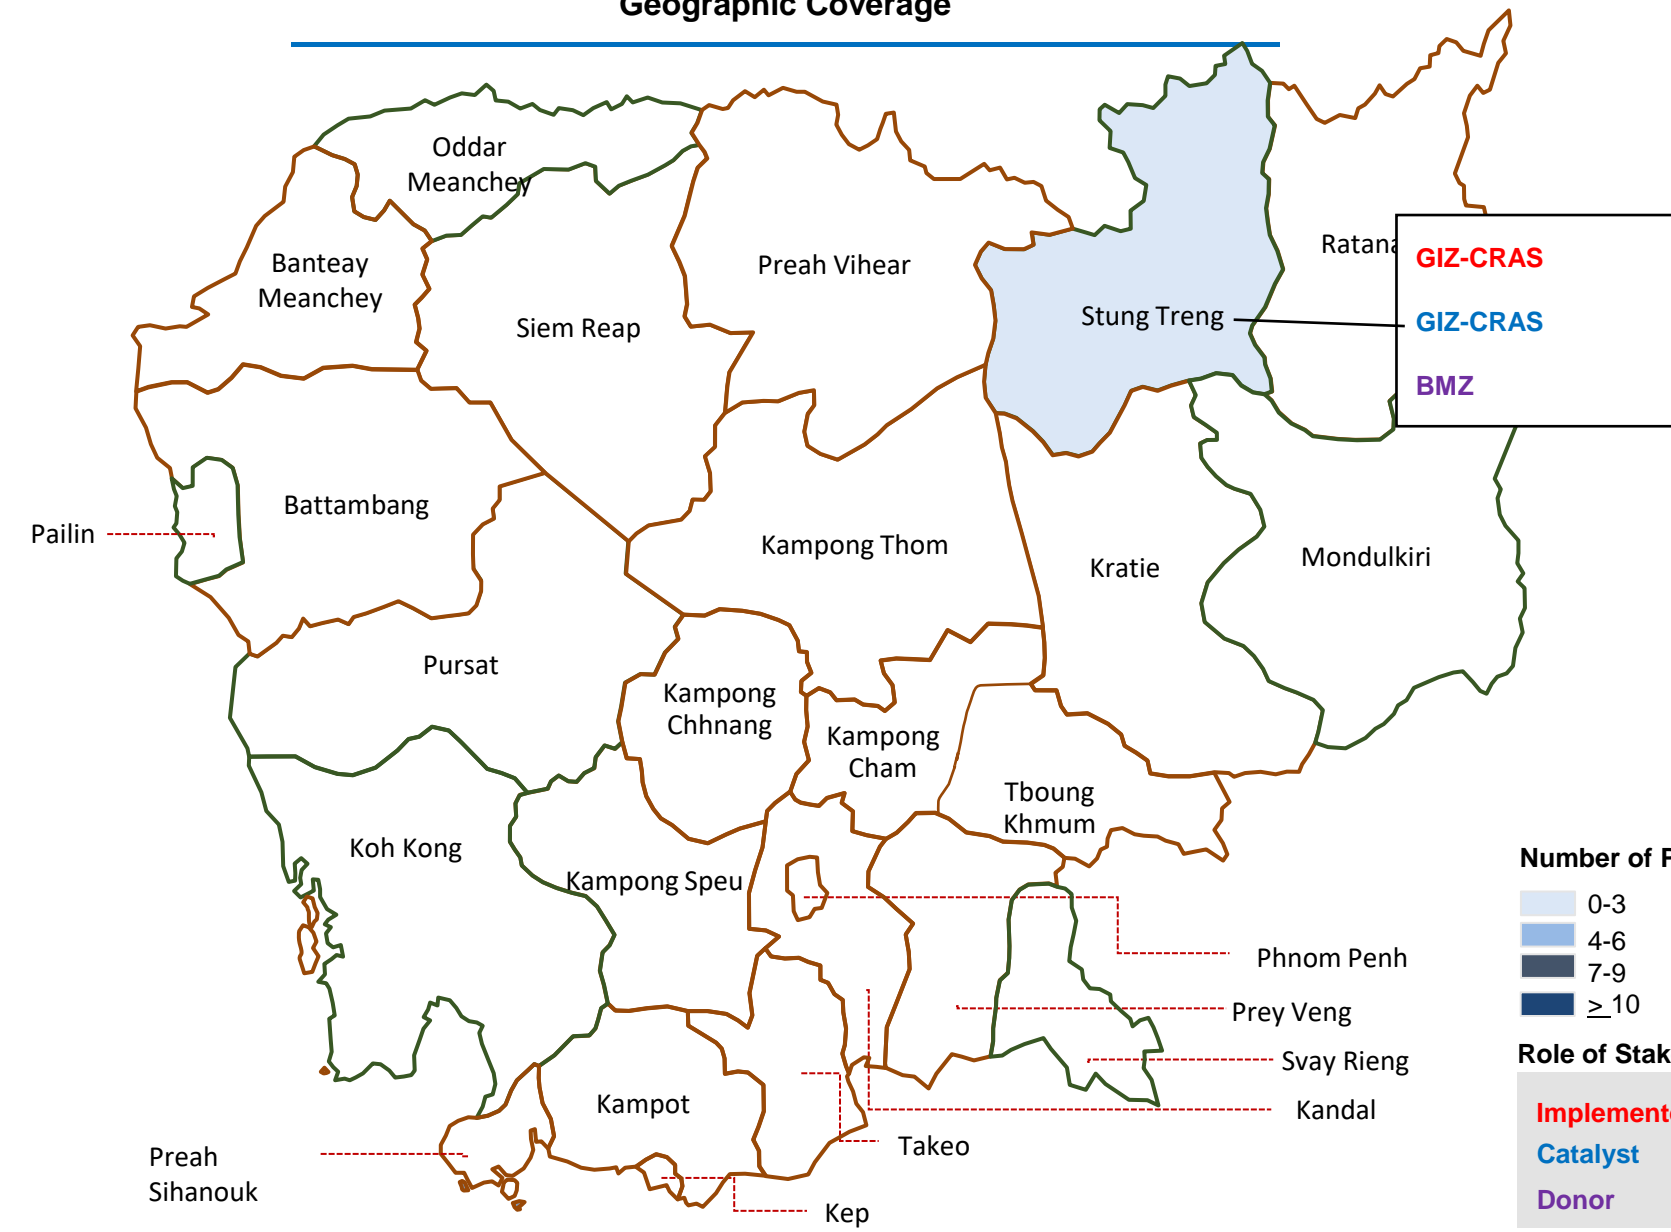 Geographic Coverage
Oddar
Meanchey
Banteay
Meanchey
Siem Reap
Preah Vihear
Stung Treng
GIZ-CRAS
GIZ-CRAS
BMZ
Pailin
Battambang
Kampong Thom
Kratie
Mondulkiri
Pursat
Kampong
Chhnang
Kampong
Cham
Tboung
Khmum
Koh Kong
Kampong Speu
Phnom Penh
Prey Veng
Svay Rieng
Kandal
Takeo
Kampot
Kep
Preah
Sihanouk
Number of
0-3
4-6
7-9
≥ 10
Role of
Catalyst
Donor